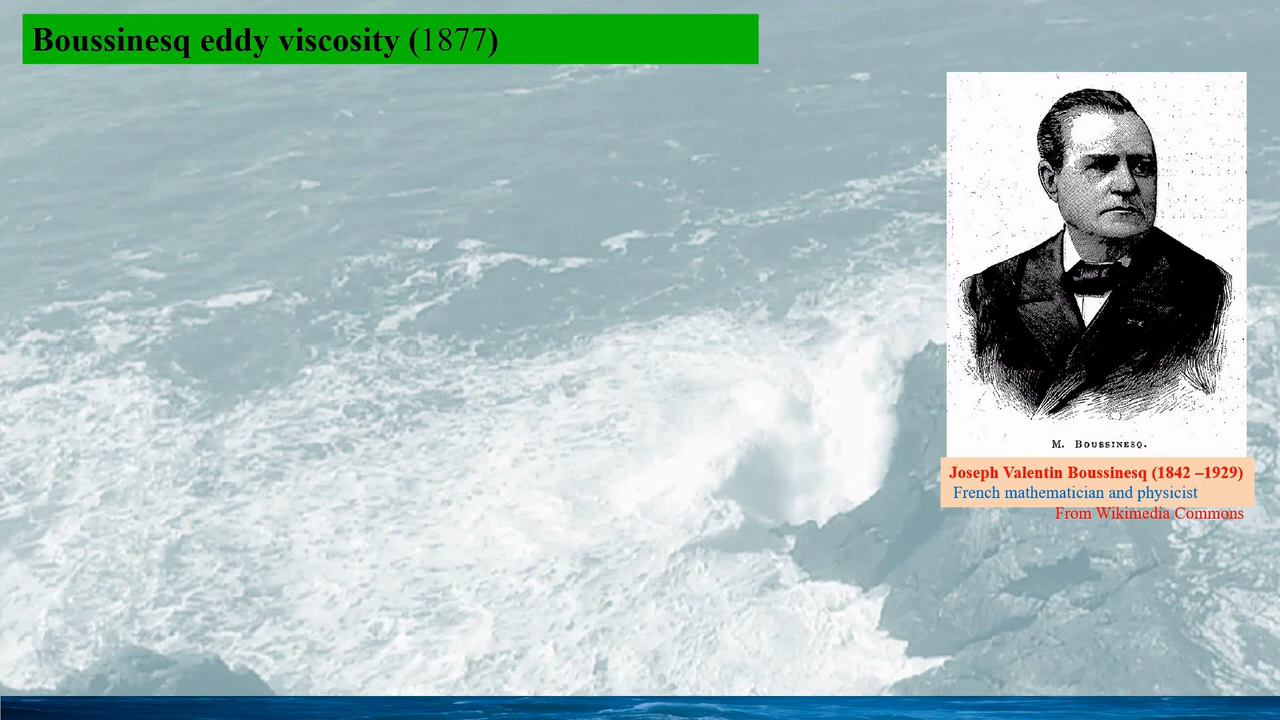 Boussinesq eddy viscosity (1877)
M. BOUSSINESQ.
Joseph Valentin Boussinesq (1842 –1929)
French mathematician and physicist
From Wikimedia Commons